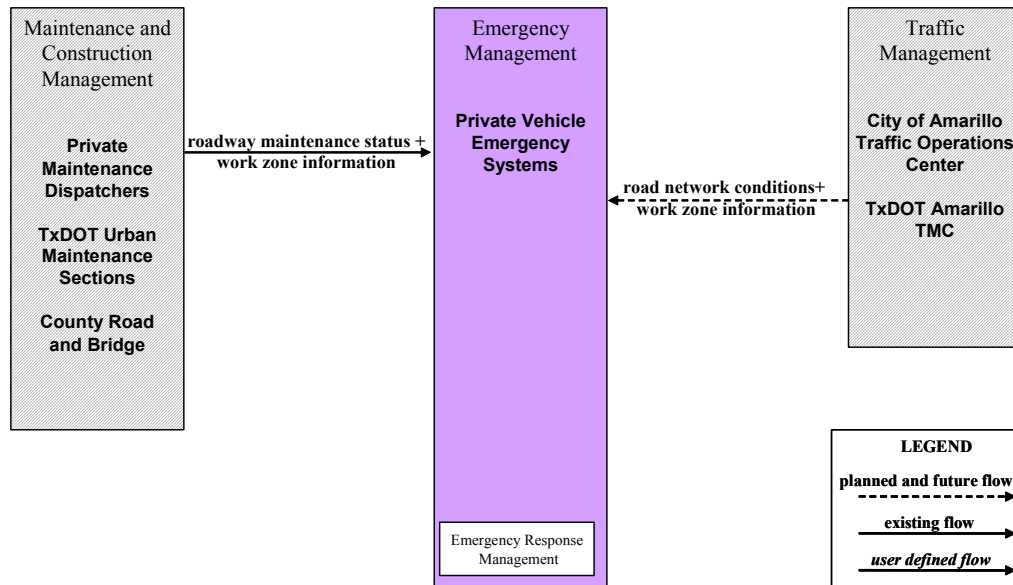 Maintenance and
Construction
Management
Private
Maintenance
Dispatchers
TxDOT Urban
Maintenance
Sections
County Road
and Bridge
roadway maintenance status +
work zone information
Emergency
Management
Private Vehicle
Emergency
Systems
Emergency Response
Management
road network conditions+
work zone information
Traffic
Management
City of Amarillo
Traffic Operations
Center
TxDOT Amarillo
TMC
LEGEND
planned and future flow
existing flow
user defined flow